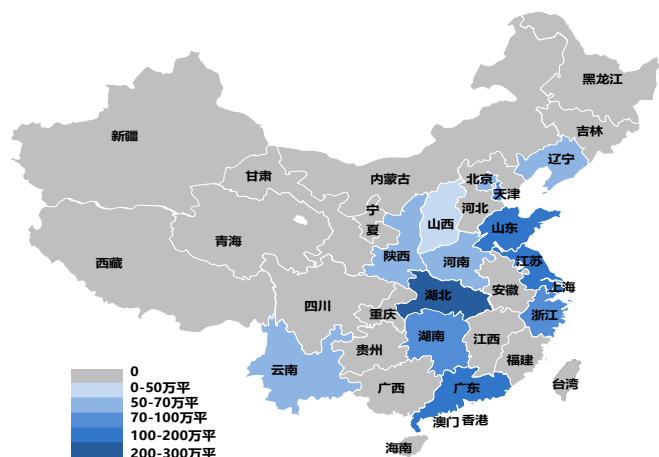 黑龙江
吉林
辽宁
新疆
甘肃
内蒙古
北京
天津
宁
夏
河北
山西
山东
青海
陕西
河南
江苏
西藏
安徽
上海
湖北
四川
重庆
浙江
湖南
江西
贵州
福建
云南
台湾
广西
广东
澳门
香港
海南
0
0-50万平
50-70万平
70-100万平
100-200万平
200-300万平